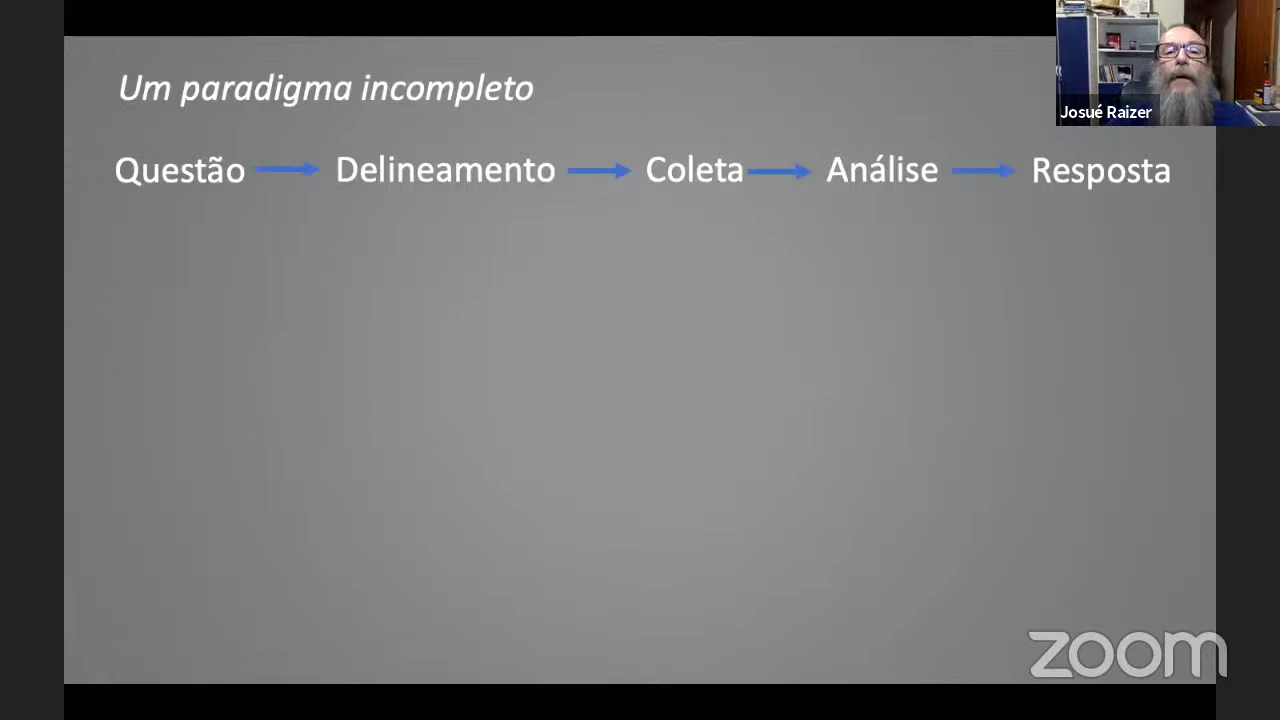 Um paradigma incompleto
Josué Raizer
Questão Delineamento Coleta Análise Resposta
zoom